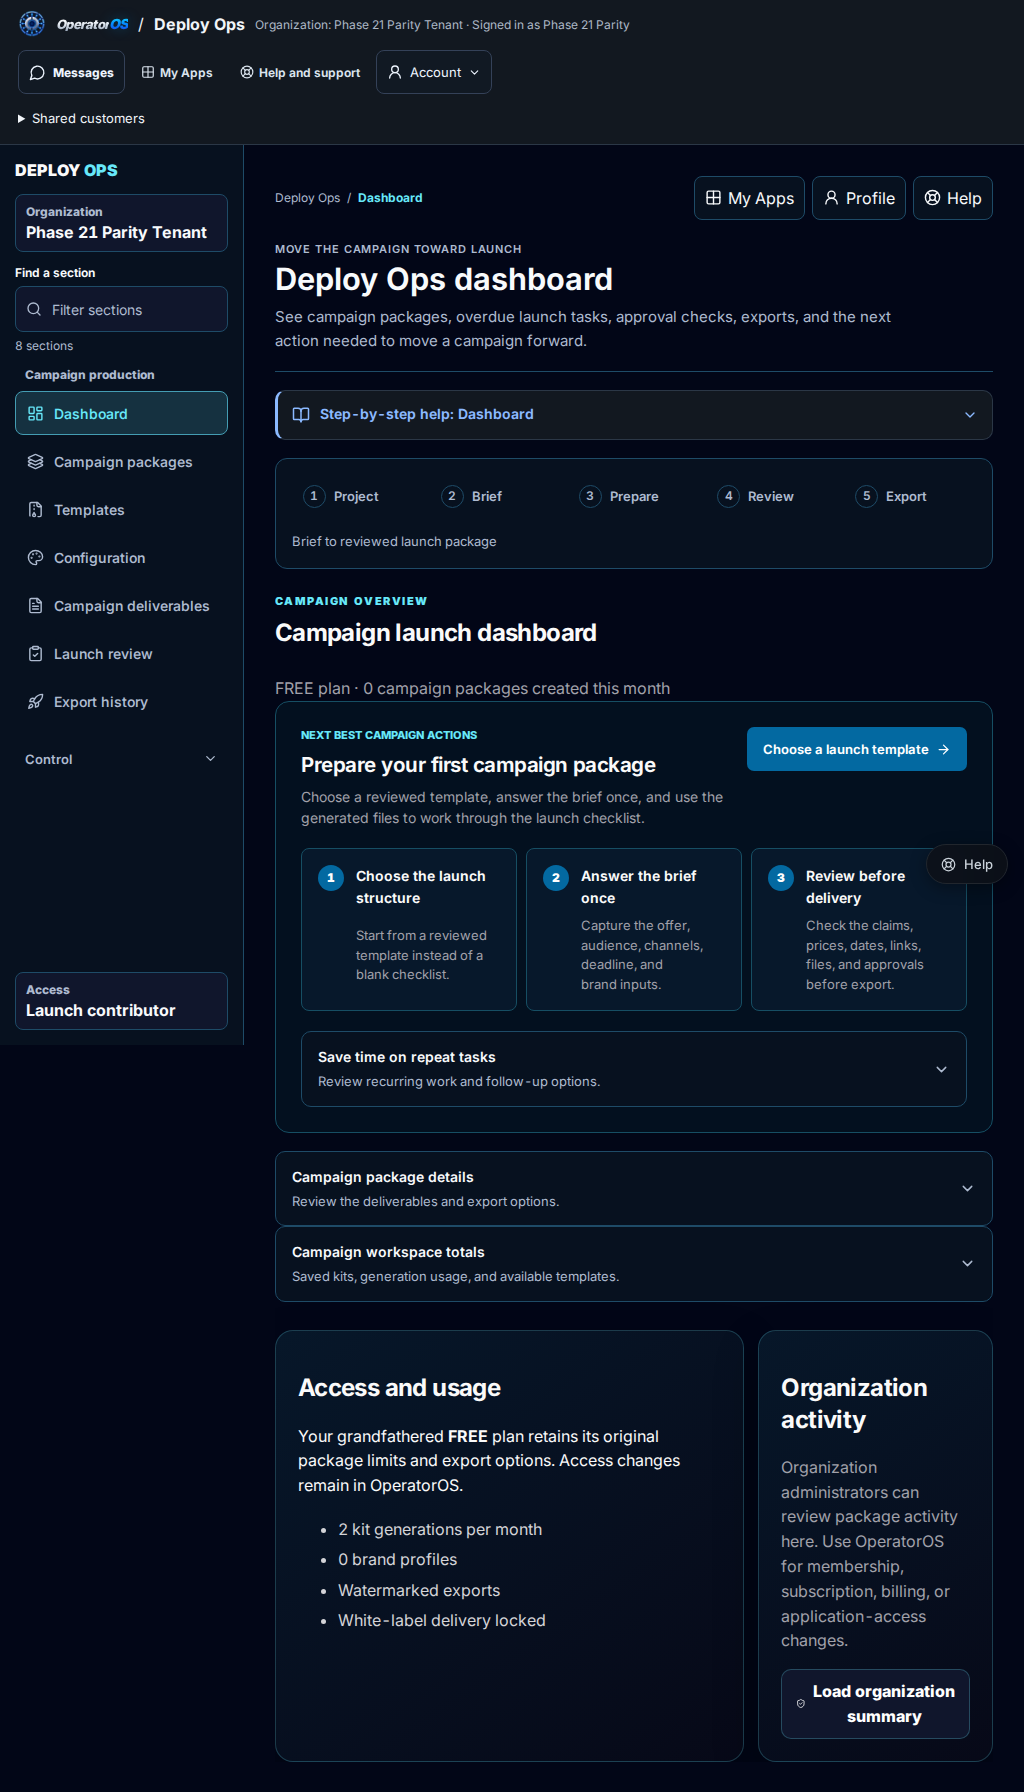 OperatorOS / Deploy Ops Organization: Phase 21 Parity Tenant · Signed in as Phase 21 Parity
Messages My Apps Help and support Account
Shared customers
DEPLOY OPS
Organization
Phase 21 Parity Tenant
Find a section
Filter sections
8 sections
Campaign production
Dashboard
Campaign packages
Templates
Configuration
Campaign deliverables
Launch review
Export history
Control
Access
Launch contributor
Deploy Ops / Dashboard
My Apps Profile Help
MOVE THE CAMPAIGN TOWARD LAUNCH
Deploy Ops dashboard
See campaign packages, overdue launch tasks, approval checks, exports, and the next
action needed to move a campaign forward.
Step-by-step help: Dashboard
1 Project 2 Brief 3 Prepare 4 Review 5 Export
Brief to reviewed launch package
CAMPAIGN OVERVIEW
Campaign launch dashboard
FREE plan · 0 campaign packages created this month
NEXT BEST CAMPAIGN ACTIONS
Prepare your first campaign package
Choose a reviewed template, answer the brief once, and use the
generated files to work through the launch checklist.
Choose a launch template
1 Choose the launch
structure
Start from a reviewed
template instead of a
blank checklist.
2 Answer the brief
once
Capture the offer,
audience, channels,
deadline, and
brand inputs.
3 Review before
delivery
Check the claims,
prices, dates, links,
files, and approvals
before export.
Help
Save time on repeat tasks
Review recurring work and follow-up options.
Campaign package details
Review the deliverables and export options.
Campaign workspace totals
Saved kits, generation usage, and available templates.
Access and usage
Your grandfathered FREE plan retains its original
package limits and export options. Access changes
remain in OperatorOS.
• 2 kit generations per month
• 0 brand profiles
• Watermarked exports
• White-label delivery locked
Organization
activity
Organization
administrators can
review package activity
here. Use OperatorOS
for membership,
subscription, billing, or
application-access
changes.
Load organization
summary